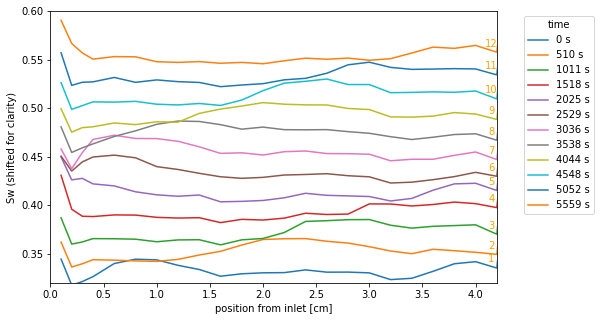 0.60
0.55
0.50
0.45
0.40
0.35
Sw (shifted for clarity)
0.0
0.5
1.0
1.5
2.0
2.5
3.0
3.5
4.0
position from inlet [cm]
12
11
10
9
8
7
6
5
4
3
2
1
time
0 s
510 s
1011 s
1518 s
2025 s
2529 s
3036 s
3538 s
4044 s
4548 s
5052 s
5559 s